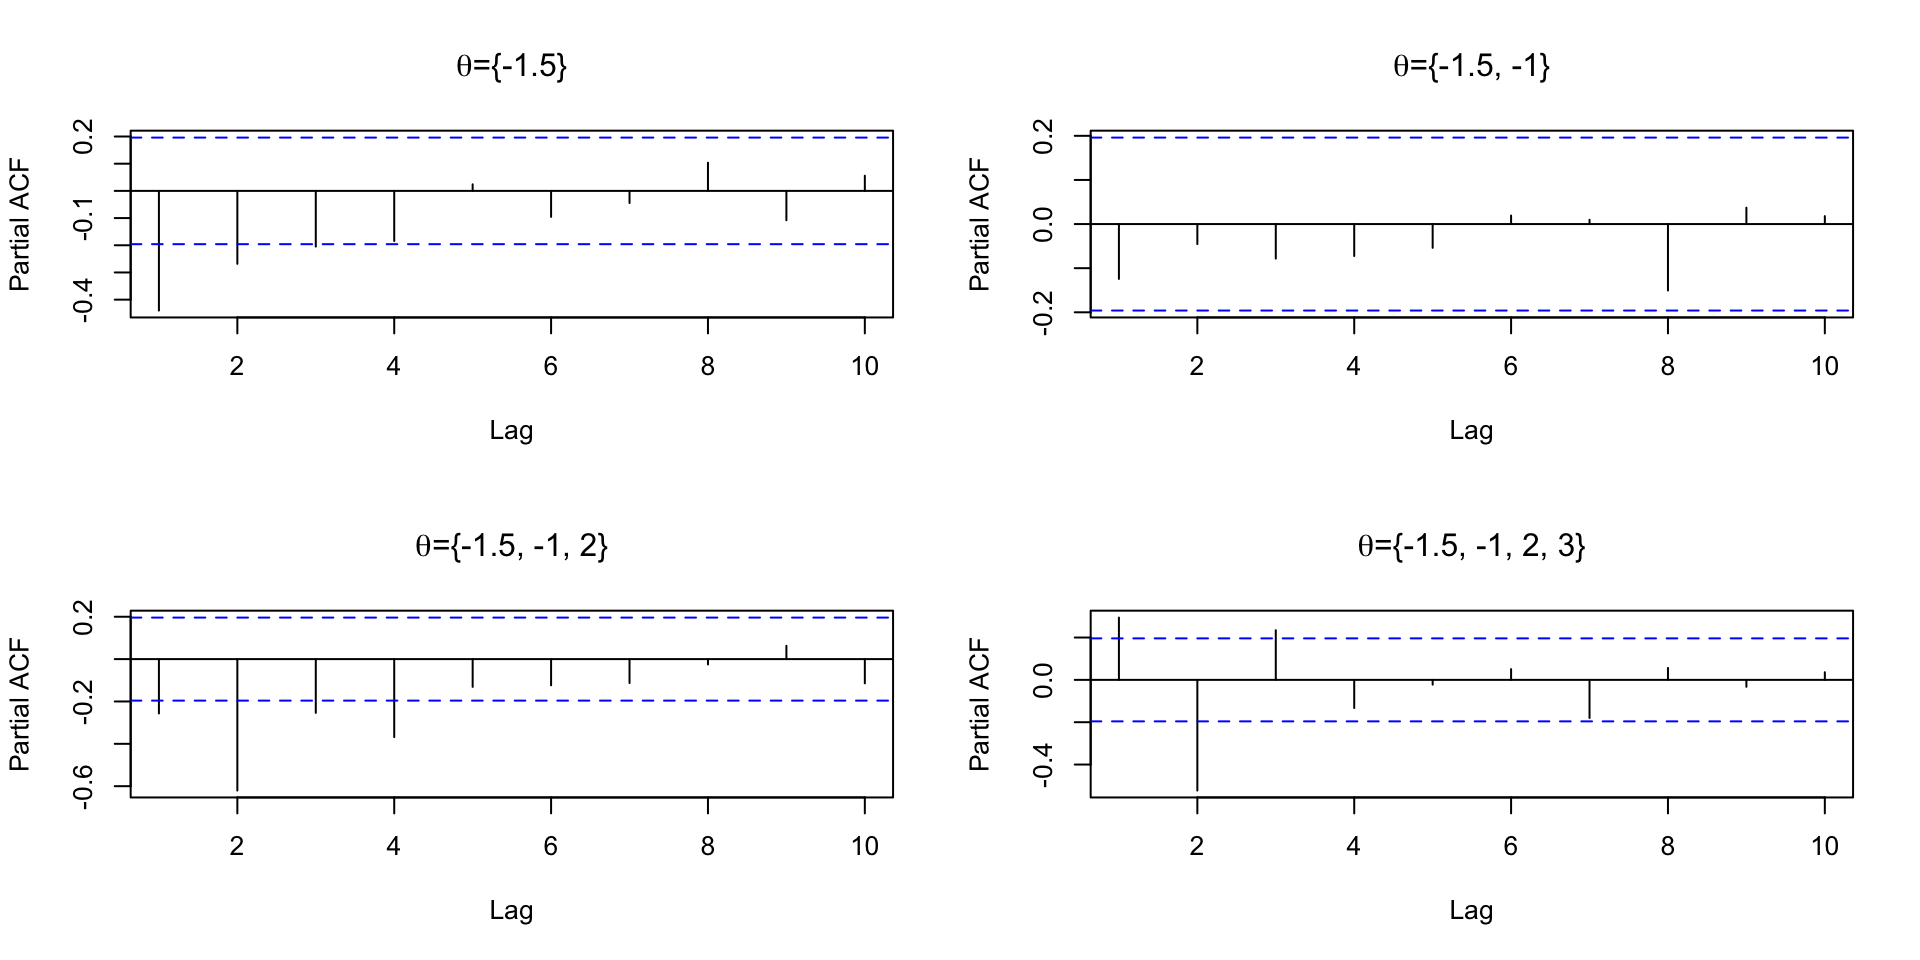 θ={-1.5}
Partial ACF
0.2
-0.1
-0.4
2 4 6 8 10
Lag
θ={-1.5, -1}
Partial ACF
0.2
0.0
-0.2
2 4 6 8 10
Lag
θ={-1.5, -1, 2}
Partial ACF
0.2
-0.2
-0.6
2 4 6 8 10
Lag
θ={-1.5, -1, 2, 3}
Partial ACF
0.0
-0.4
2 4 6 8 10
Lag